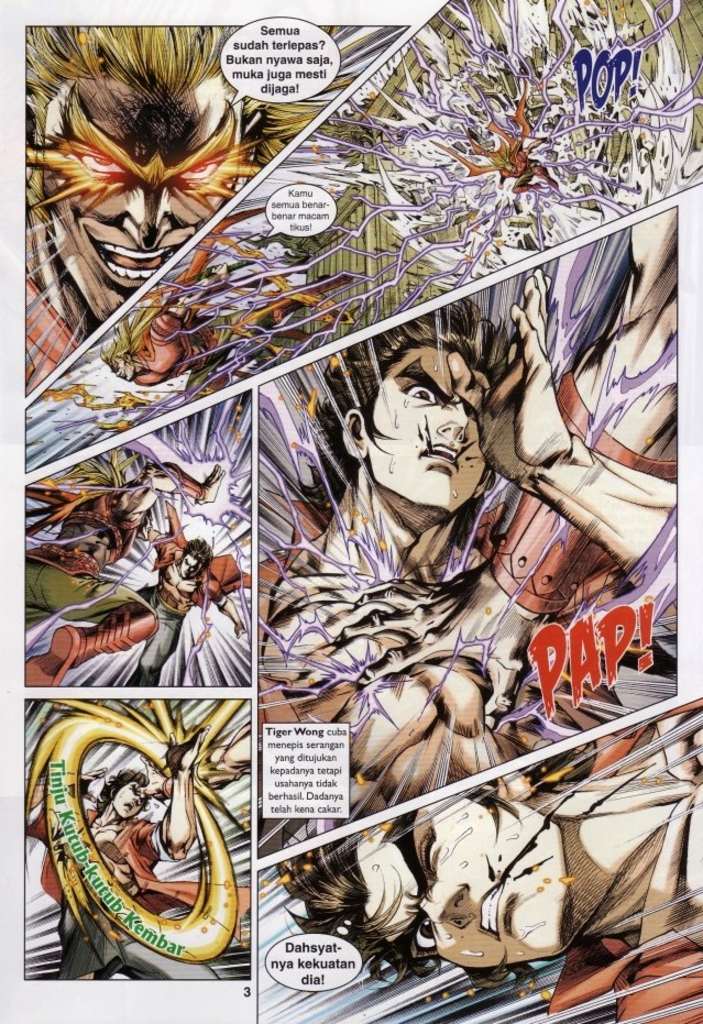 Semua
sudah terlepas?
Bukan nyawa saja,
muka juga mesti
dijaga!
POP!
Kamu
semua benar-
benar macam
tikus!
PAP!
Tiger Wong cuba
menepis serangan
yang ditujukan
kepadanya tetapi
usahanya tidak
berhasil. Dadanya
telah kena cakar.
Tinju Kutub-kutub Kembar
Dahsyat-
nya kekuatan
dia!
3